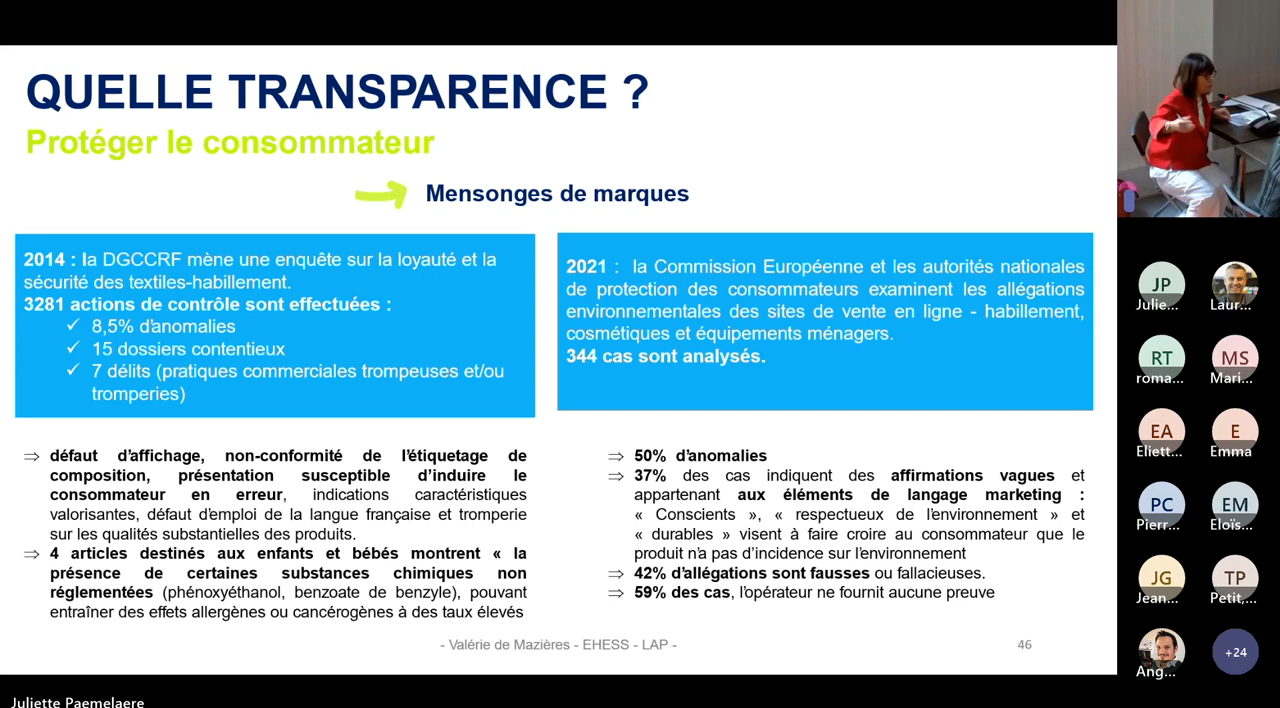 QUELLE TRANSPARENCE ?
Protéger le consommateur
Mensonges de marques
2014 : la DGCCRF mène une enquête sur la loyauté et la
sécurité des textiles-habillement.
3281 actions de contrôle sont effectuées :
✓ 8,5% d'anomalies
✓ 15 dossiers contentieux
✓ 7 délits (pratiques commerciales trompeuses et/ou
tromperies)
2021 : la Commission Européenne et les autorités nationales
de protection des consommateurs examinent les allégations
environnementales des sites de vente en ligne - habillement,
cosmétiques et équipements ménagers.
344 cas sont analysés.
⇒ défaut d'affichage, non-conformité de l'étiquetage de
composition, présentation susceptible d'induire le
consommateur en erreur, indications caractéristiques
valorisantes, défaut d'emploi de la langue française et tromperie
sur les qualités substantielles des produits.
⇒ 4 articles destinés aux enfants et bébés montrent « la
présence de certaines substances chimiques non
réglementées (phénoxyéthanol, benzoate de benzyle), pouvant
entraîner des effets allergènes ou cancérogènes à des taux élevés
⇒ 50% d'anomalies
⇒ 37% des cas indiquent des affirmations vagues et
appartenant aux éléments de langage marketing :
« Conscients », « respectueux de l'environnement » et
« durables » visent à faire croire au consommateur que le
produit n'a pas d'incidence sur l'environnement
⇒ 42% d'allégations sont fausses ou fallacieuses.
⇒ 59% des cas, l'opérateur ne fournit aucune preuve
- Valérie de Mazières - EHESS - LAP -
46
JP
Julie...
Laur...
RT
roma...
MS
Mari...
EA
Eliett...
E
Emma
PC
Pierr...
EM
Eloïs...
JG
Jean...
TP
Petit,...
Ang...
+24
Juliette Paemelaere